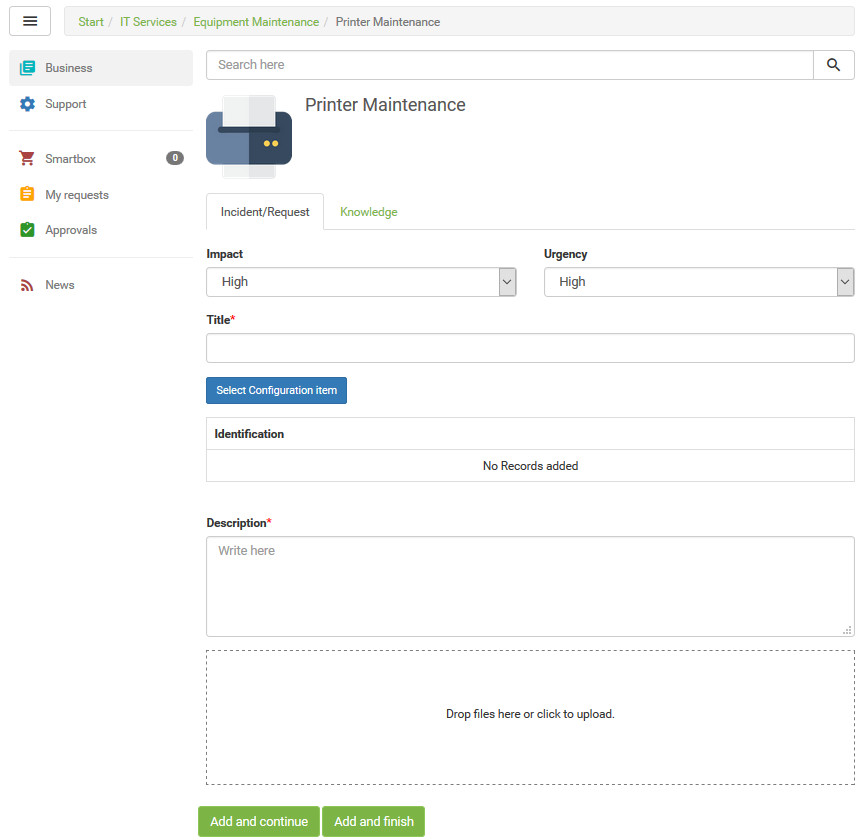 Start / IT Services / Equipment Maintenance / Printer Maintenance
Business
Support
Smartbox 0
My requests
Approvals
News
Search here
Printer Maintenance
Incident/Request Knowledge
Impact Urgency
High High
Title*
Select Configuration item
Identification
No Records added
Description*
Write here
Drop files here or click to upload.
Add and continue Add and finish